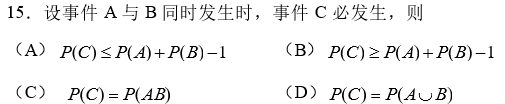 15．设事件 A 与 B 同时发生时，事件 C 必发生，则
（A） P(C)≤P(A)+P(B)−1 （B） P(C)≥P(A)+P(B)−1
（C） P(C)=P(AB) （D） P(C)=P(A∪B)